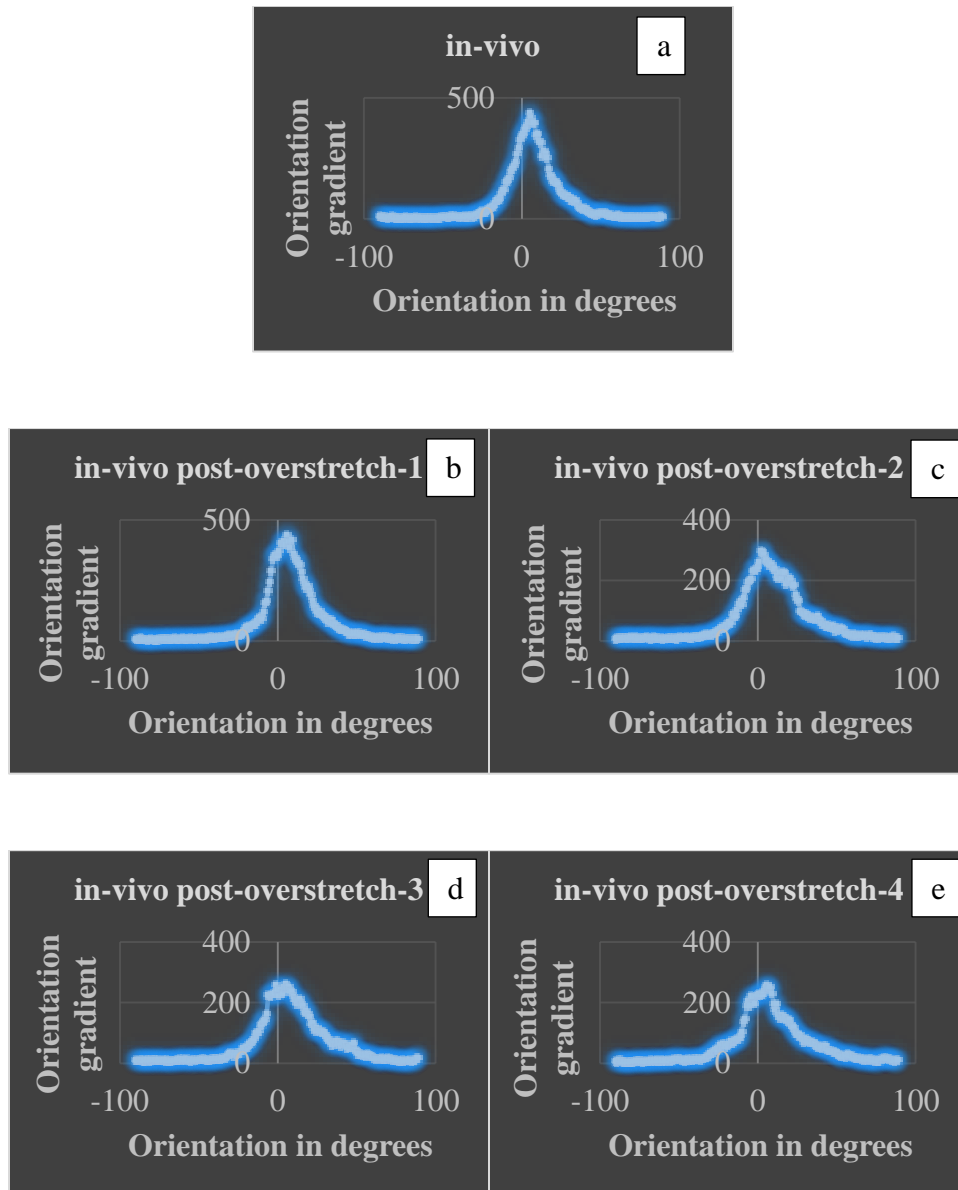 in-vivo
a
Orientation
gradient
500
0
-100
0
100
Orientation in degrees
in-vivo post-overstretch-1
b
Orientation
gradient
500
0
-100
0
100
Orientation in degrees
in-vivo post-overstretch-2
c
Orientation
gradient
400
200
0
-100
0
100
Orientation in degrees
in-vivo post-overstretch-3
d
Orientation
gradient
400
200
0
-100
0
100
Orientation in degrees
in-vivo post-overstretch-4
e
Orientation
gradient
400
200
0
-100
0
100
Orientation in degrees